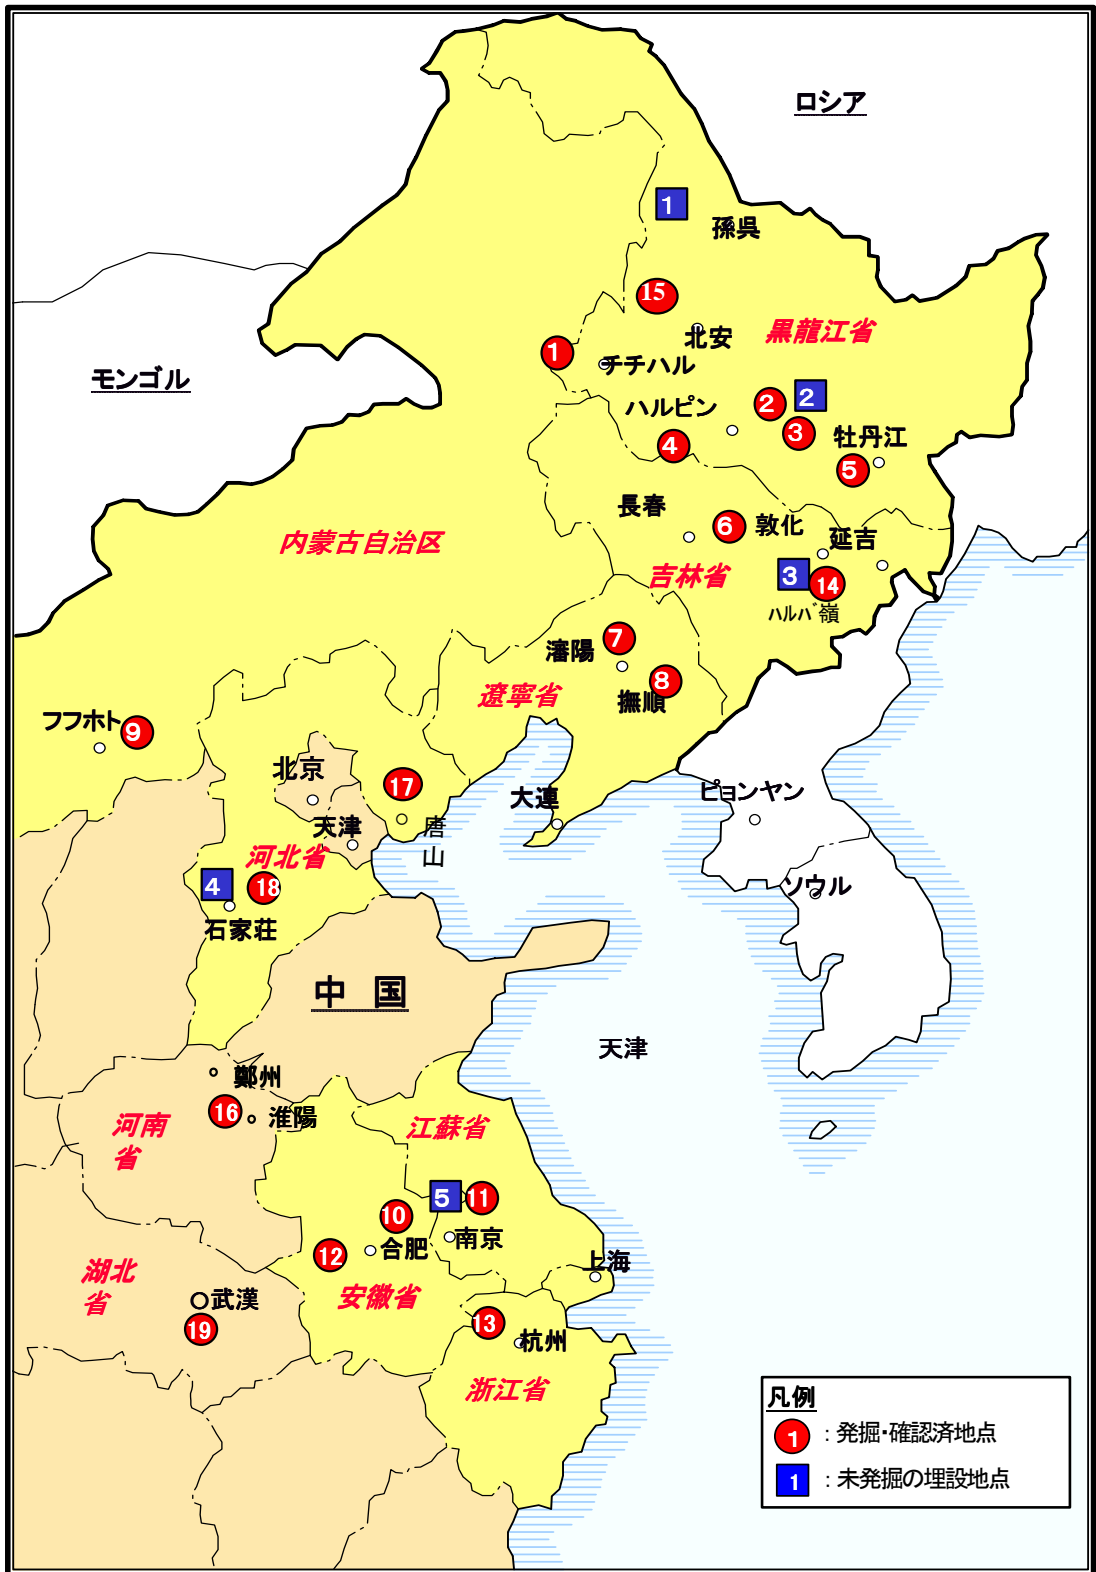 ロシア
1
孫呉
15
北安
黒龍江省
1
チチハル
モンゴル
ハルピン
2
2
3
牡丹江
4
5
長春
6
敦化
延吉
内蒙古自治区
吉林省
3
14
ハルバ嶺
7
瀋陽
8
撫順
遼寧省
フフホト
9
北京
17
大連
ピョンヤン
天津
唐
山
河北省
4
18
石家荘
ソウル
中 国
天津
鄭州
16
淮陽
河南
省
江蘇省
5
11
10
合肥
南京
12
上海
湖北
省
安徽省
武漢
19
13
杭州
浙江省
凡例
1 : 発掘・確認済地点
1 : 未発掘の埋設地点